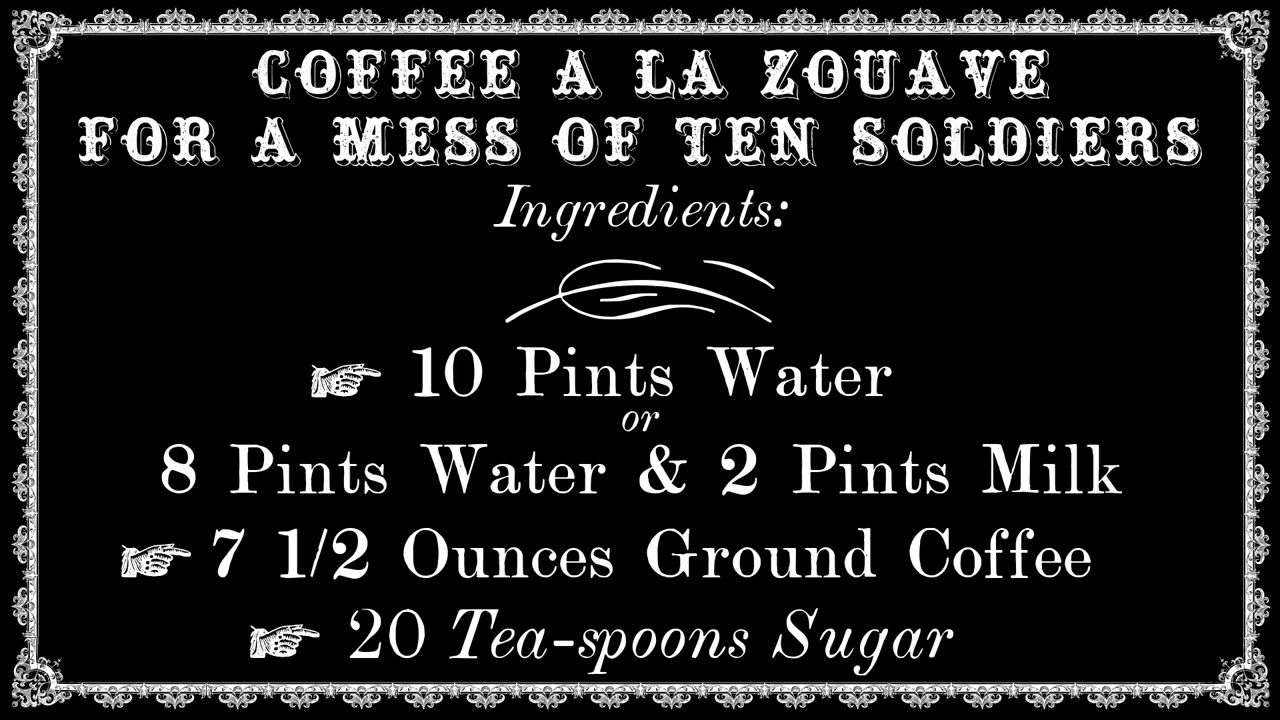 COFFEE A LA ZOUAVE
FOR A MESS OF TEN SOLDIERS
Ingredients:
☞ 10 Pints Water
or
8 Pints Water & 2 Pints Milk
☞ 7 1/2 Ounces Ground Coffee
☞ 20 Tea-spoons Sugar